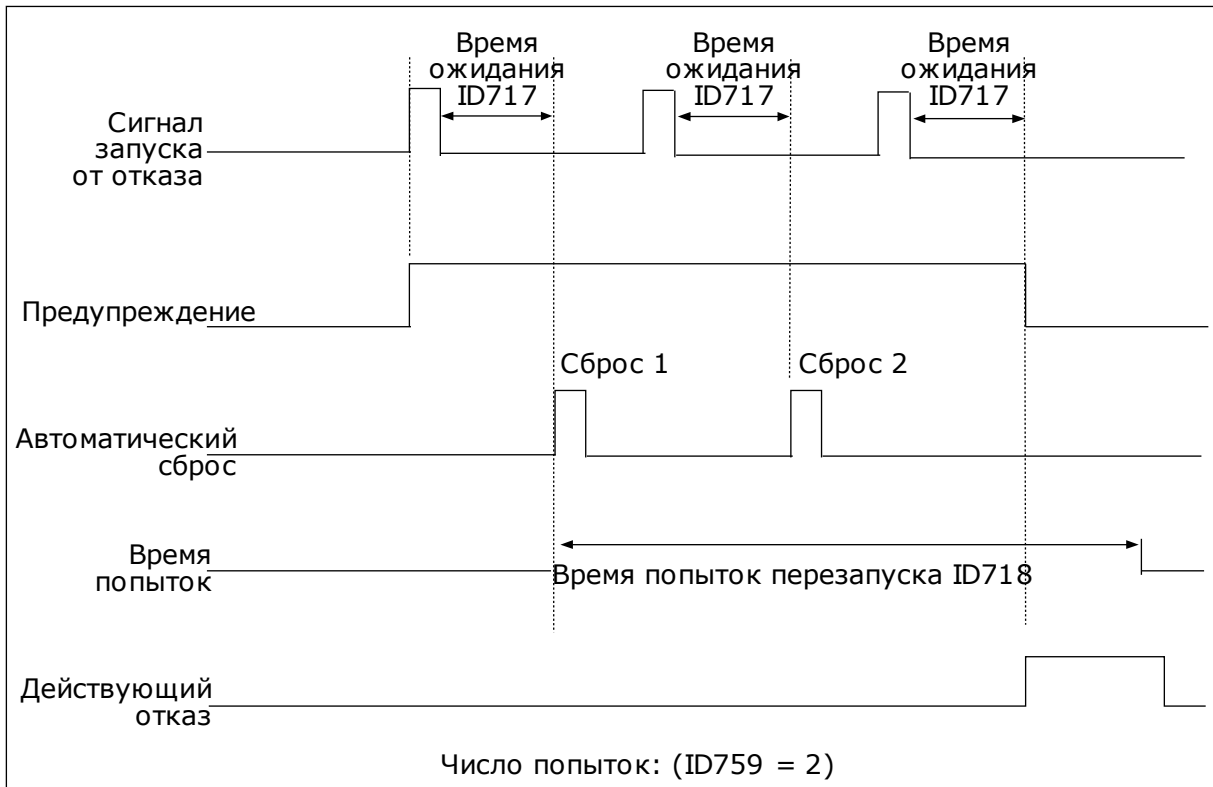 Время
ожидания
ID717
Время
ожидания
ID717
Время
ожидания
ID717
Сигнал
запуска
от отказа
Предупреждение
Сброс 1
Сброс 2
Автоматический
сброс
Время
попыток
Время попыток перезапуска ID718
Действующий
отказ
Число попыток: (ID759 = 2)